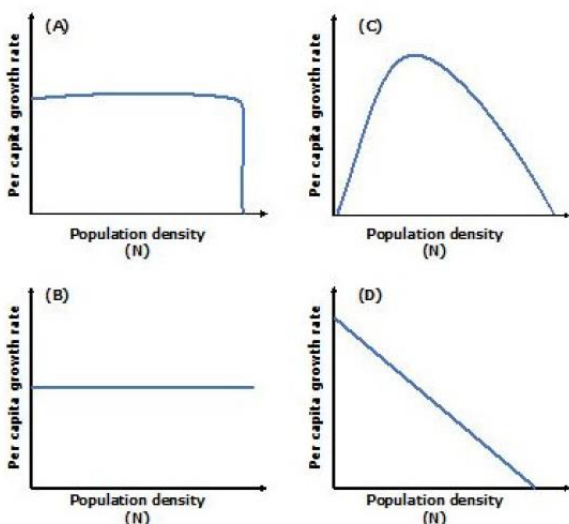 (A)
Per capita growth rate
Population density
(N)
(C)
Per capita growth rate
Population density
(N)
(B)
Per capita growth rate
Population density
(N)
(D)
Per capita growth rate
Population density
(N)